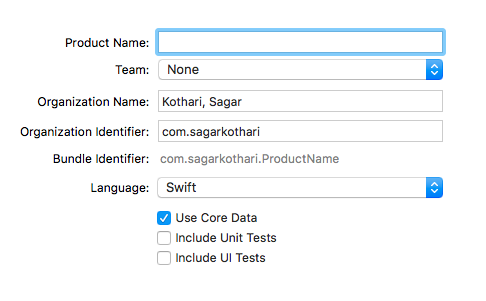 Product Name:
Team: None
Organization Name: Kothari, Sagar
Organization Identifier: com.sagarkothari
Bundle Identifier: com.sagarkothari.ProductName
Language: Swift
Use Core Data
Include Unit Tests
Include UI Tests